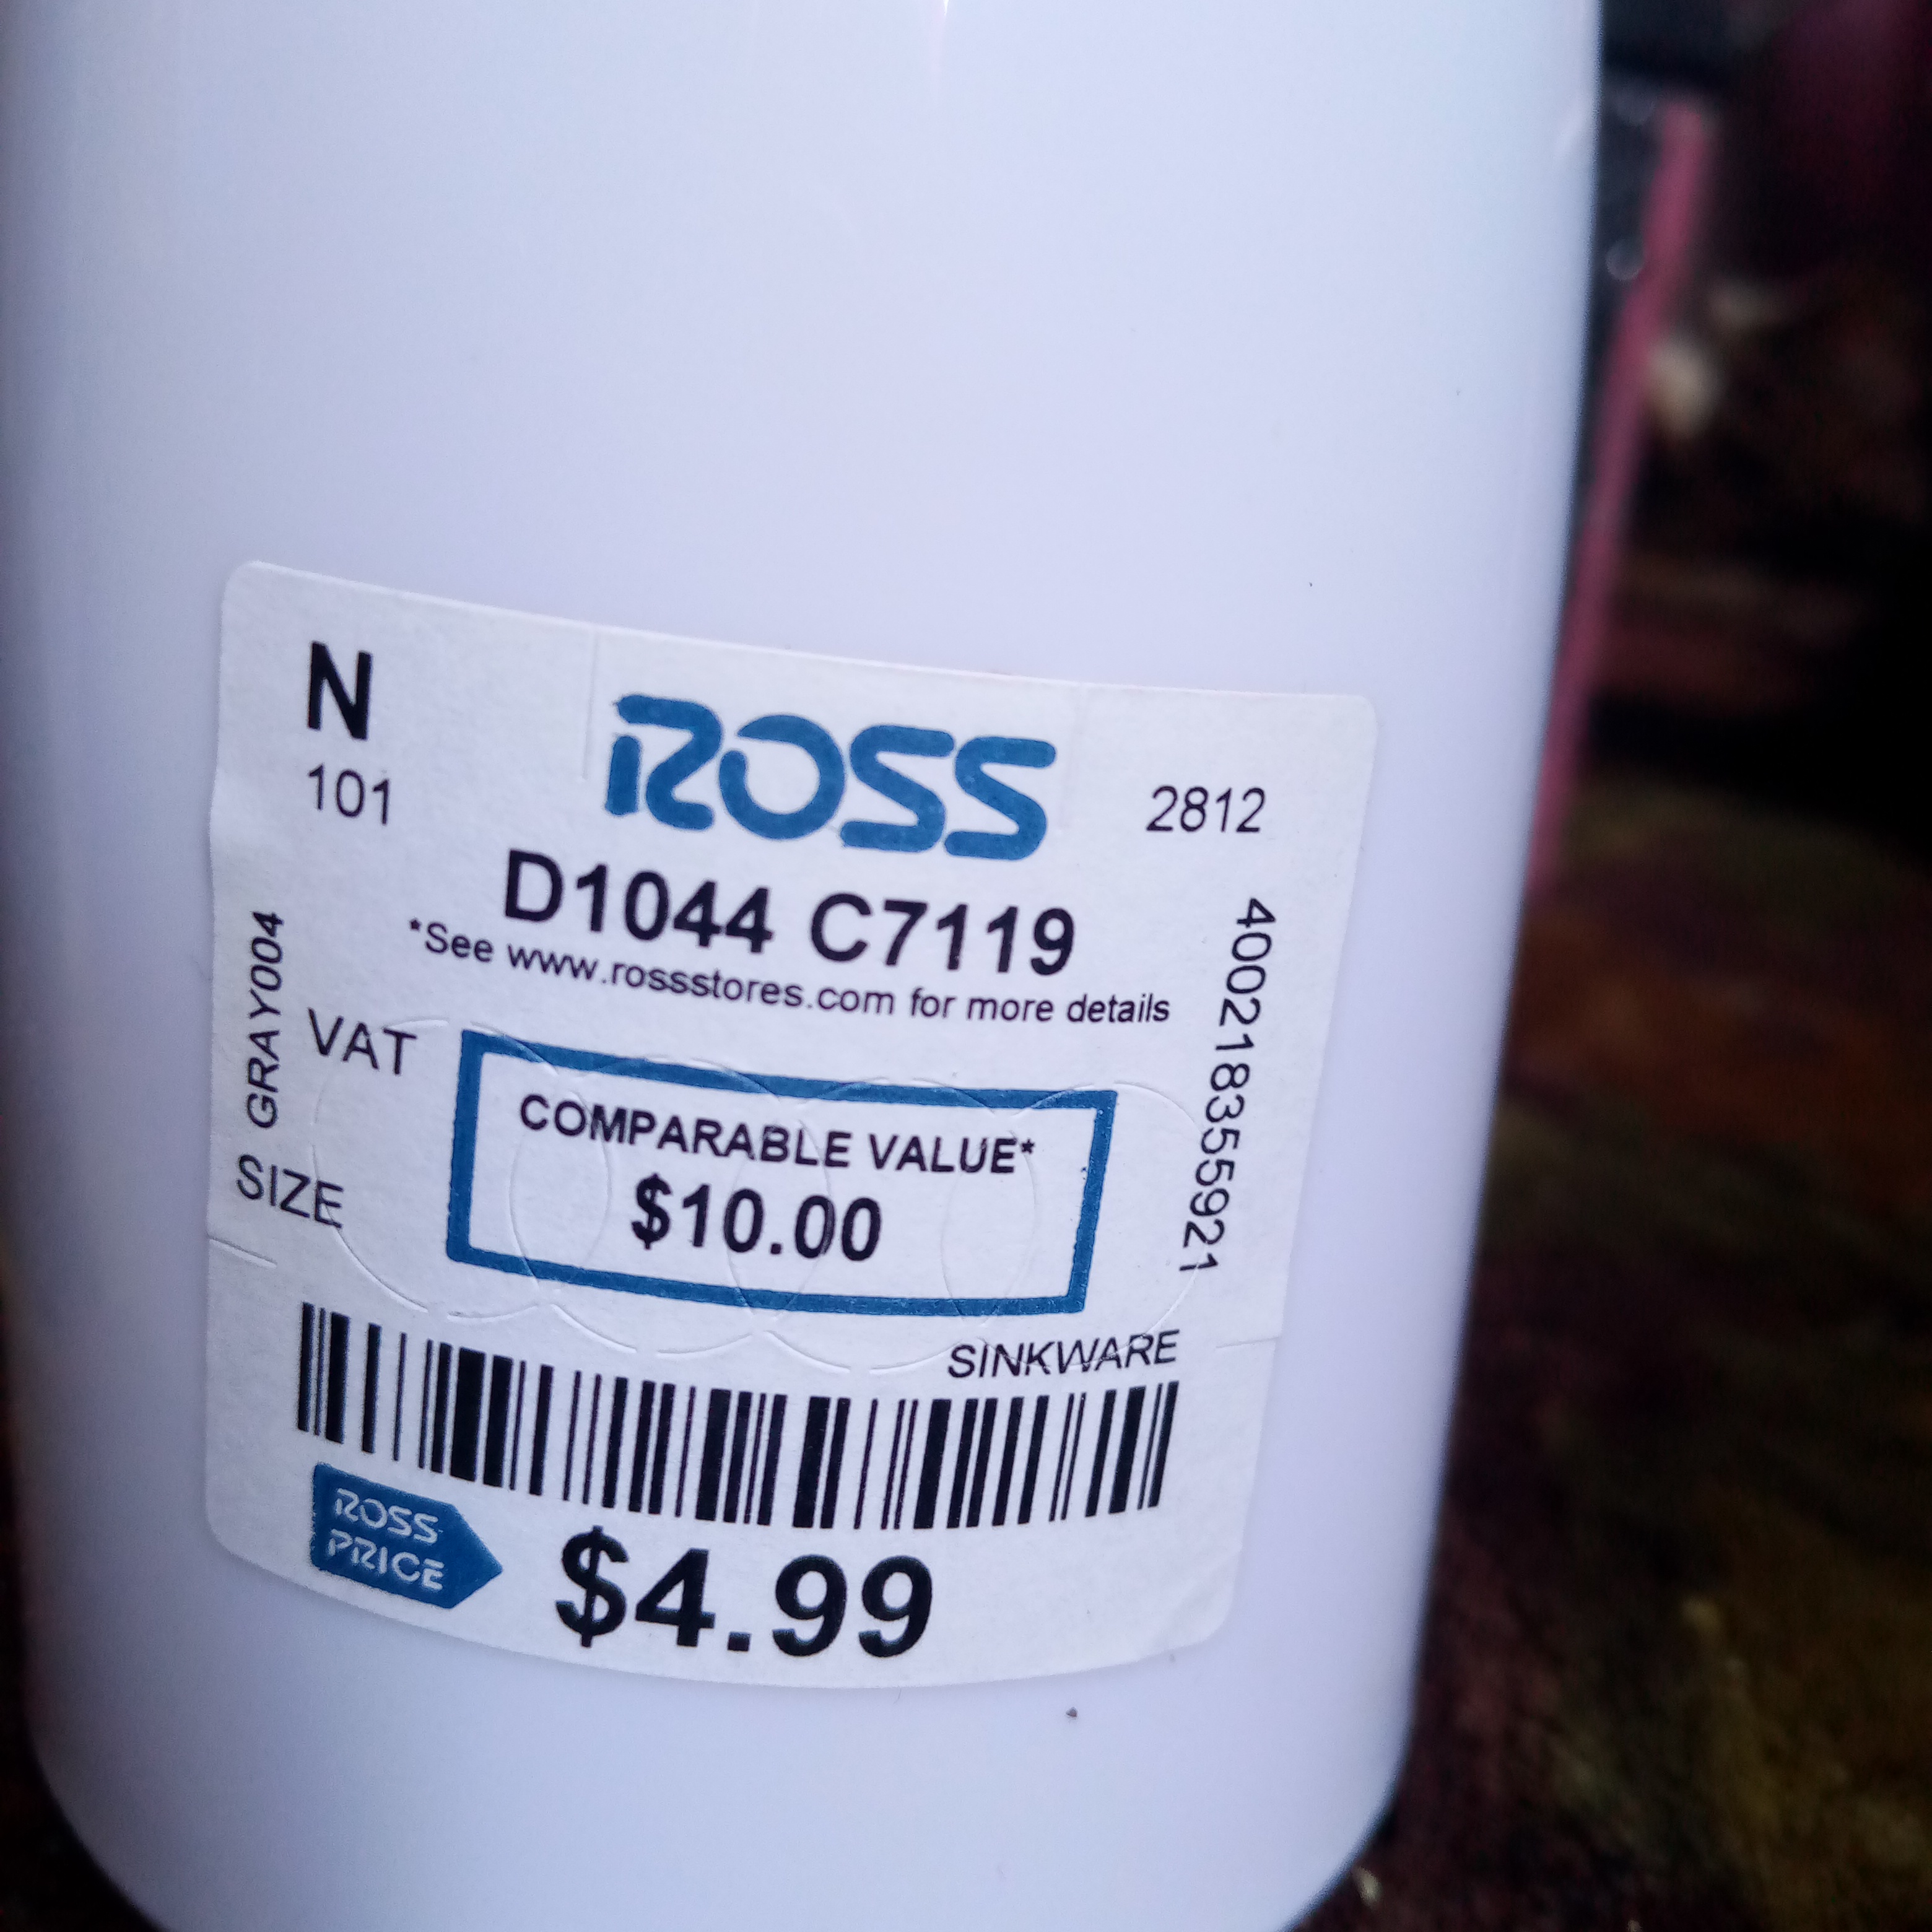 N
101
ROSS
2812
D1044 C7119
*See www.rossstores.com for more details
GRAY004
VAT
SIZE
COMPARABLE VALUE*
$10.00
400218355921
SINKWARE
ROSS
PRICE
$4.99